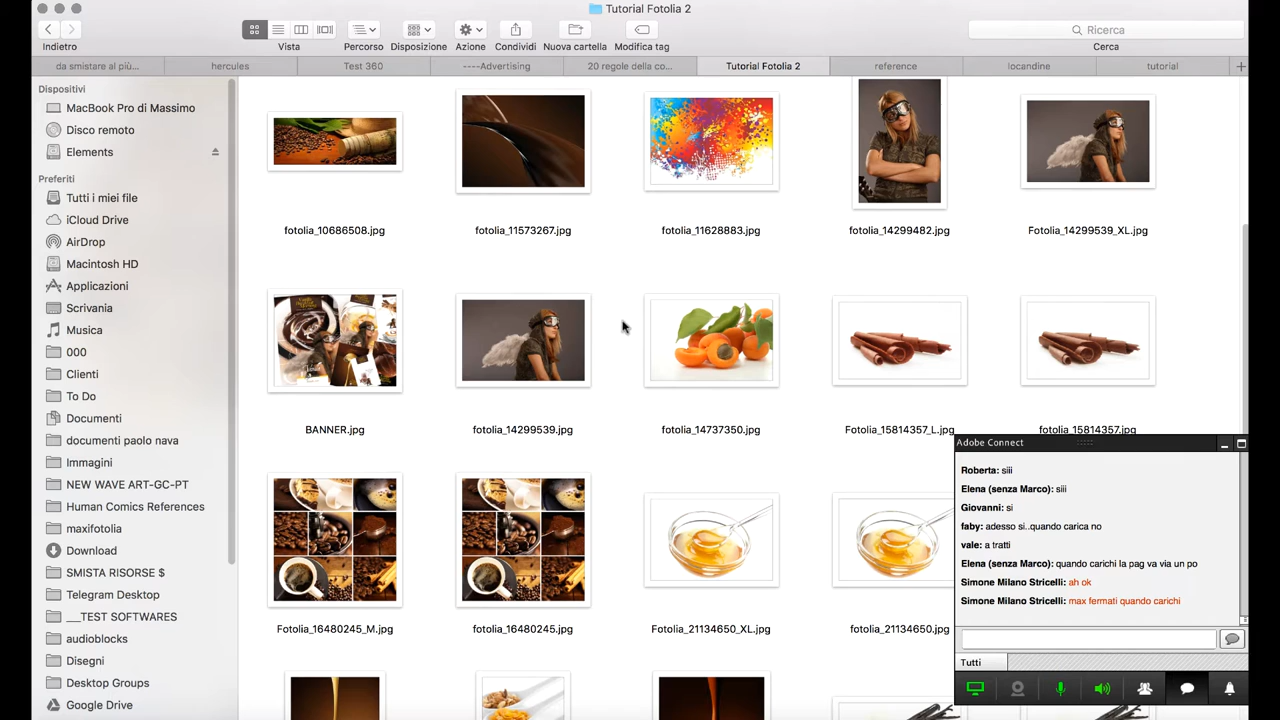 Tutorial Fotolia 2
Indietro
Vista
Percorso
Disposizione
Azione
Condividi
Nuova cartella
Modifica tag
Ricerca
Cerca
da smistare al più...
hercules
Test 360
----Advertising
20 regole della co...
Tutorial Fotolia 2
reference
locandine
tutorial
Dispositivi
MacBook Pro di Massimo
Disco remoto
Elements
Preferiti
Tutti i miei file
iCloud Drive
AirDrop
Macintosh HD
Applicazioni
Scrivania
Musica
000
Clienti
To Do
Documenti
documenti paolo nava
Immagini
NEW WAVE ART-GC-PT
Human Comics References
maxifotolia
Download
SMISTA RISORSE $
Telegram Desktop
__TEST SOFTWARES
audioblocks
Disegni
Desktop Groups
Google Drive
fotolia_10686508.jpg
fotolia_11573267.jpg
fotolia_11628883.jpg
fotolia_14299482.jpg
Fotolia_14299539_XL.jpg
BANNER.jpg
fotolia_14299539.jpg
fotolia_14737350.jpg
Fotolia_15814357_L.jpg
fotolia_15814357.jpg
Fotolia_16480245_M.jpg
fotolia_16480245.jpg
Fotolia_21134650_XL.jpg
fotolia_21134650.jpg
Adobe Connect
Roberta: siii
Elena (senza Marco): siii
Giovanni: si
faby: adesso si..quando carica no
vale: a tratti
Elena (senza Marco): quando carichi la pag va via un po
Simone Milano Stricelli: ah ok
Simone Milano Stricelli: max fermati quando carichi
Tutti